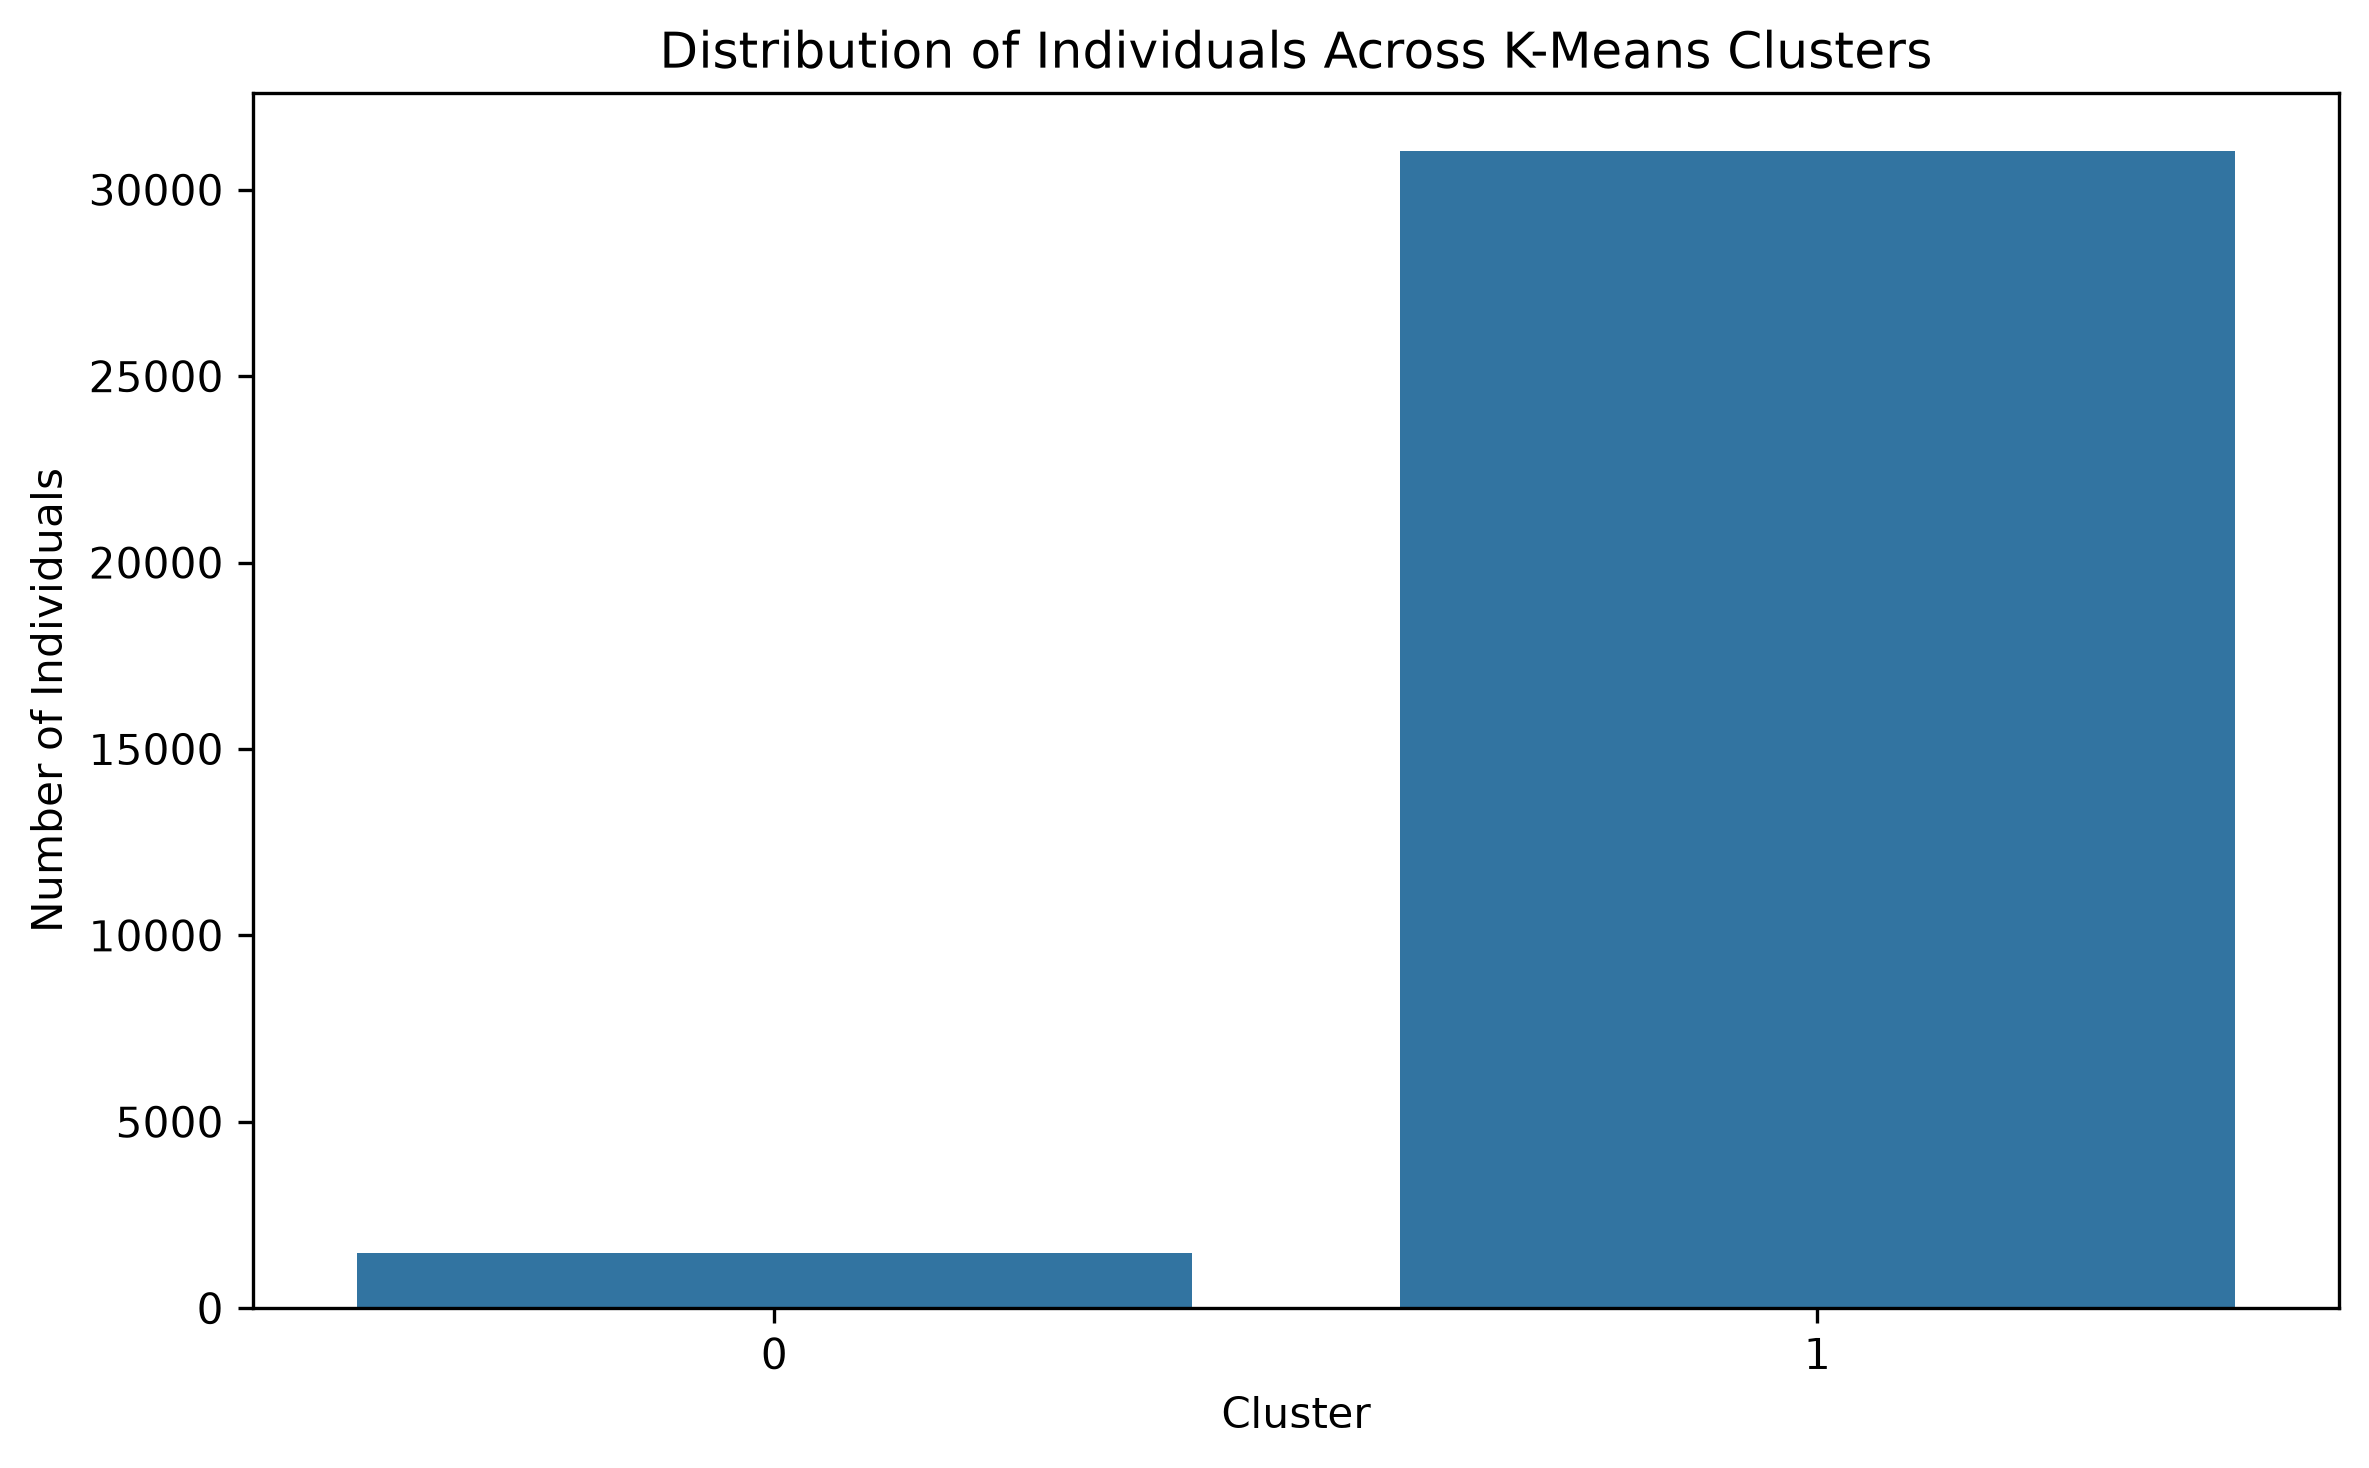 Distribution of Individuals Across K-Means Clusters
Number of Individuals
30000
25000
20000
15000
10000
5000
0
0 1
Cluster